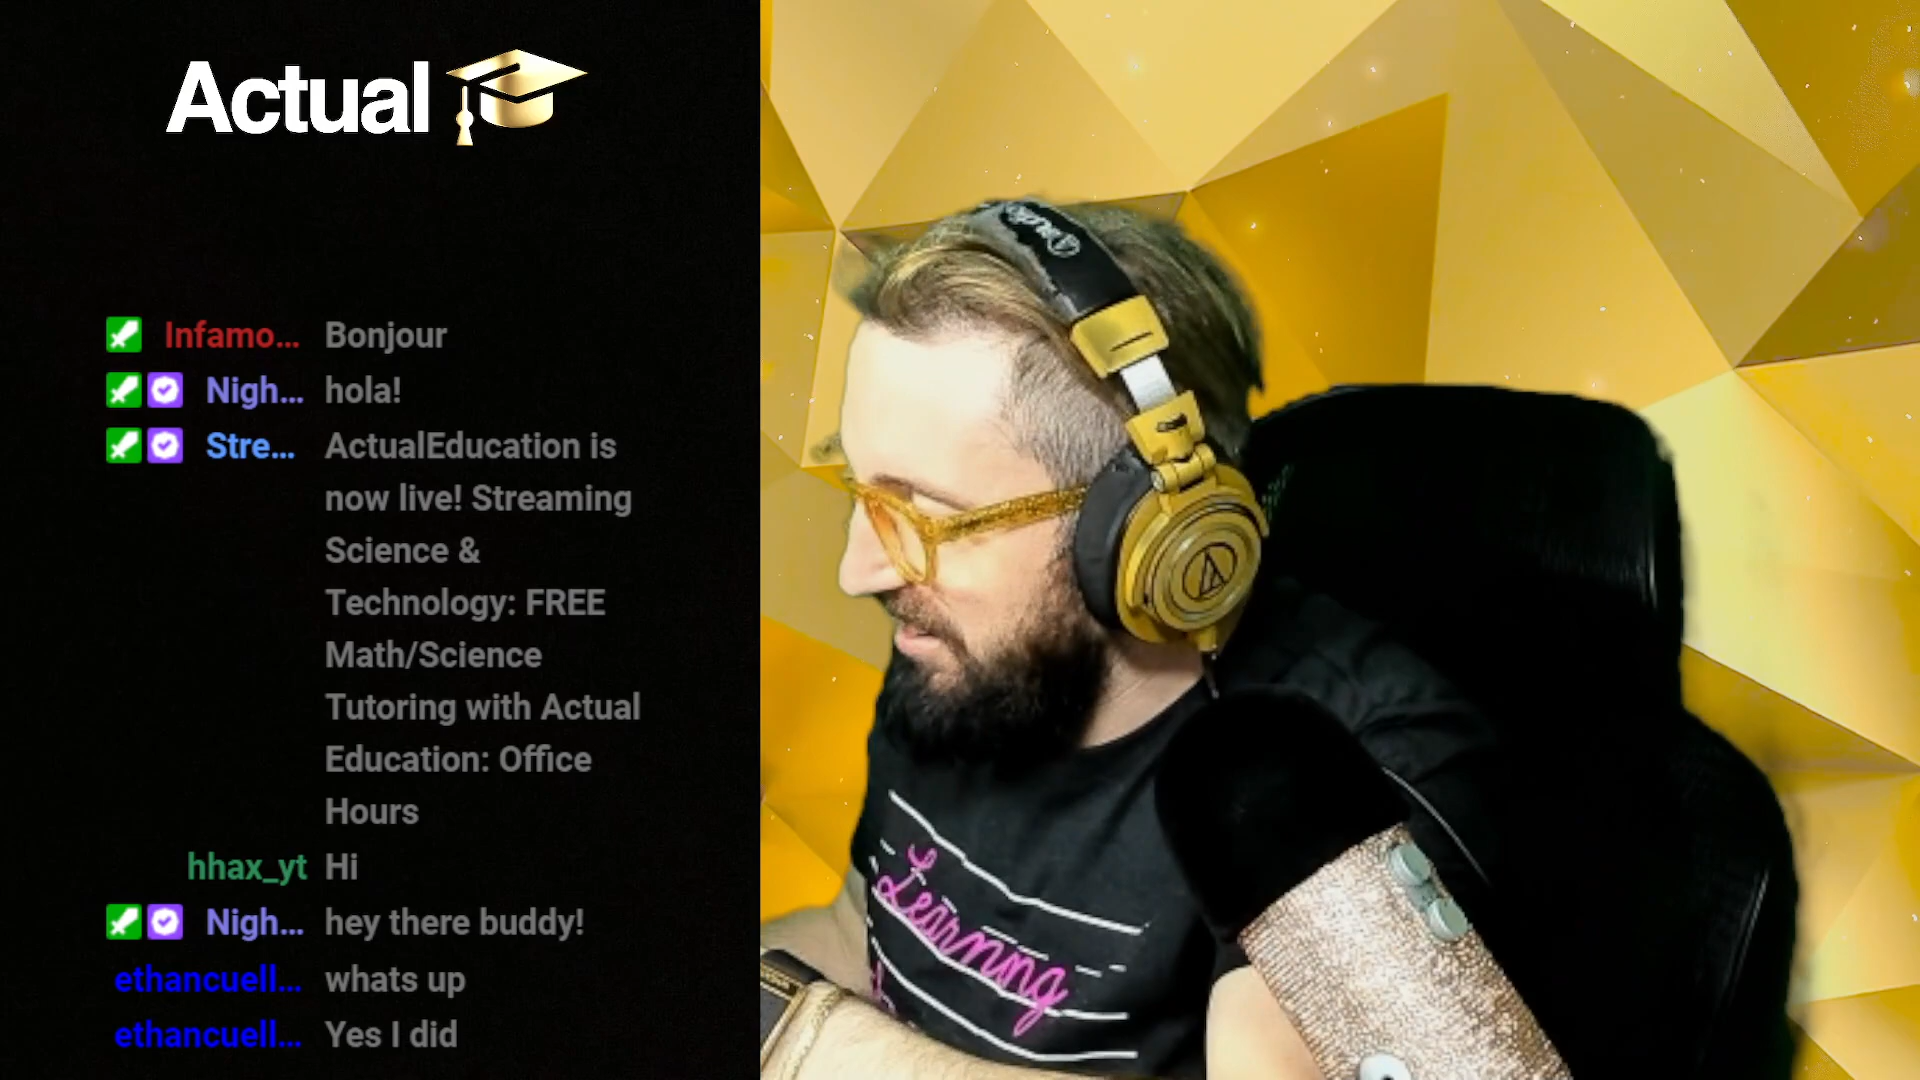 Actual
Infamo... Bonjour
Nigh... hola!
Stre... ActualEducation is
now live! Streaming
Science &
Technology: FREE
Math/Science
Tutoring with Actual
Education: Office
Hours
hhax_yt Hi
Nigh... hey there buddy!
ethancuell... whats up
ethancuell... Yes I did
Learning